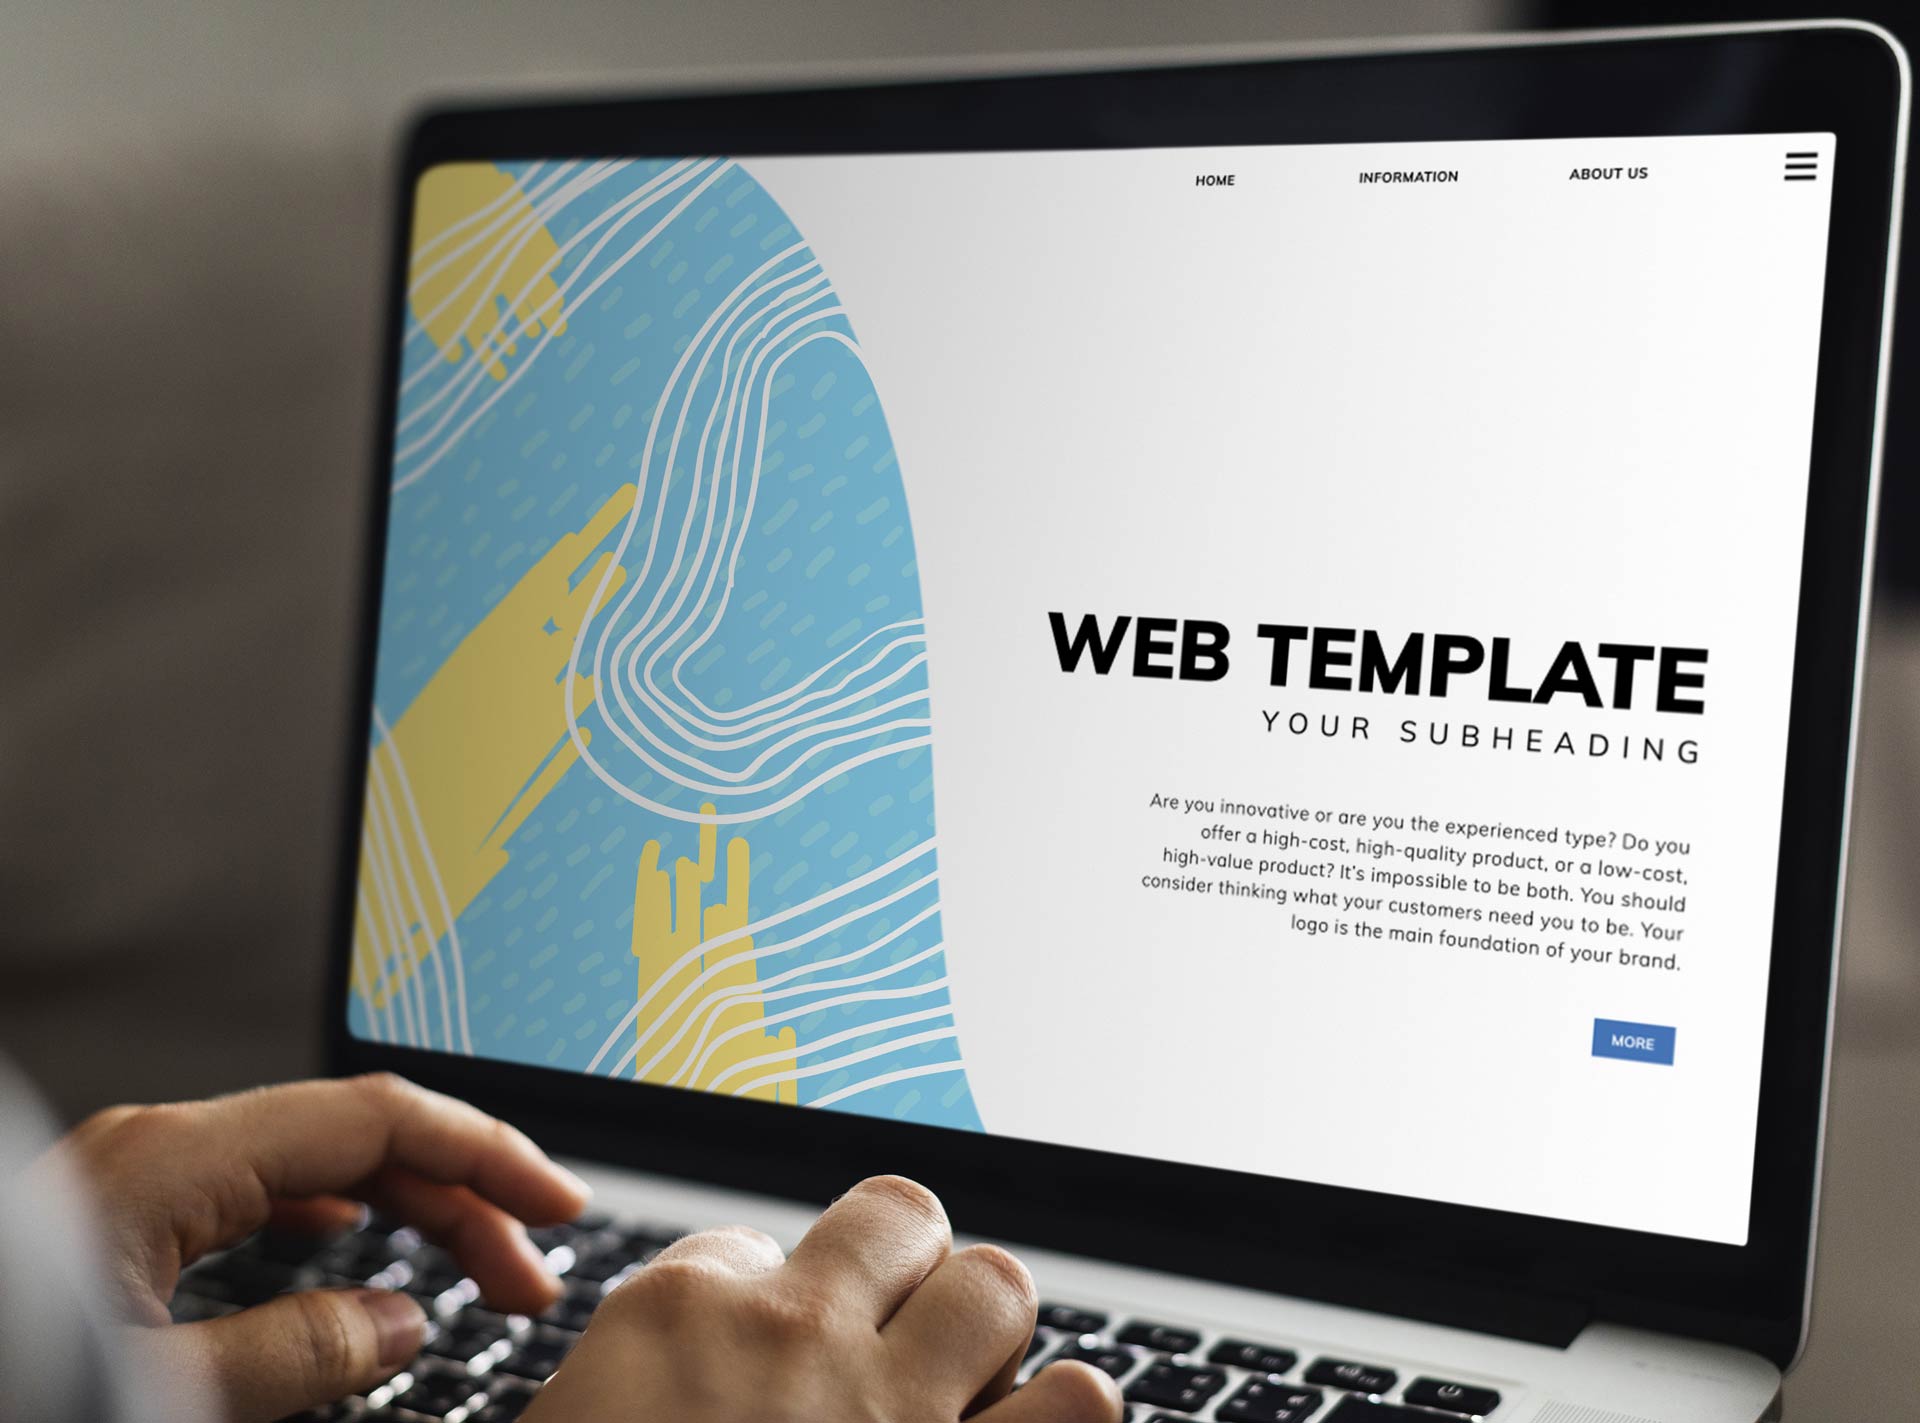 HOME INFORMATION ABOUT US
WEB TEMPLATE
YOUR SUBHEADING
Are you innovative or are you the experienced type? Do you
offer a high-cost, high-quality product, or a low-cost,
high-value product? It's impossible to be both. You should
consider thinking what your customers need you to be. Your
logo is the main foundation of your brand.
MORE